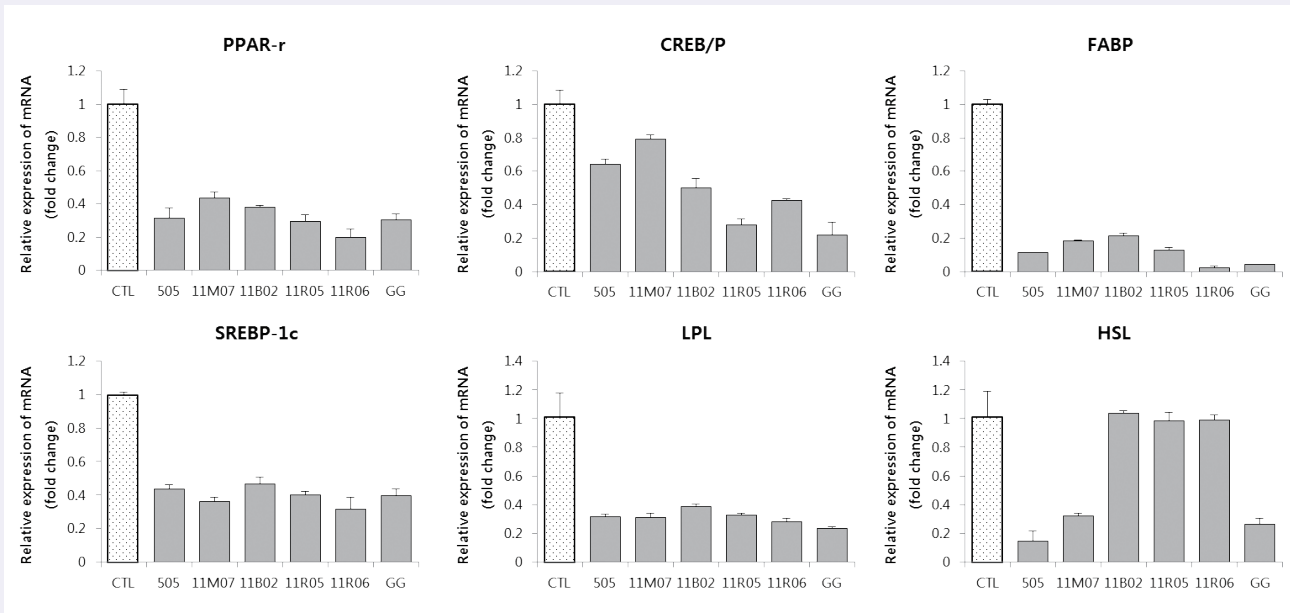 PPAR-r
Relative expression of mRNA
(fold change)
1.2
1
0.8
0.6
0.4
0.2
0
CTL 505 11M07 11B02 11R05 11R06 GG
CREB/P
Relative expression of mRNA
(fold change)
1.2
1
0.8
0.6
0.4
0.2
0
CTL 505 11M07 11B02 11R05 11R06 GG
FABP
Relative expression of mRNA
(fold change)
1.2
1
0.8
0.6
0.4
0.2
0
CTL 505 11M07 11B02 11R05 11R06 GG
SREBP-1c
Relative expression of mRNA
(fold change)
1.2
1
0.8
0.6
0.4
0.2
0
CTL 505 11M07 11B02 11R05 11R06 GG
LPL
Relative expression of mRNA
(fold change)
1.4
1.2
1
0.8
0.6
0.4
0.2
0
CTL 505 11M07 11B02 11R05 11R06 GG
HSL
Relative expression of mRNA
(fold change)
1.4
1.2
1
0.8
0.6
0.4
0.2
0
CTL 505 11M07 11B02 11R05 11R06 GG